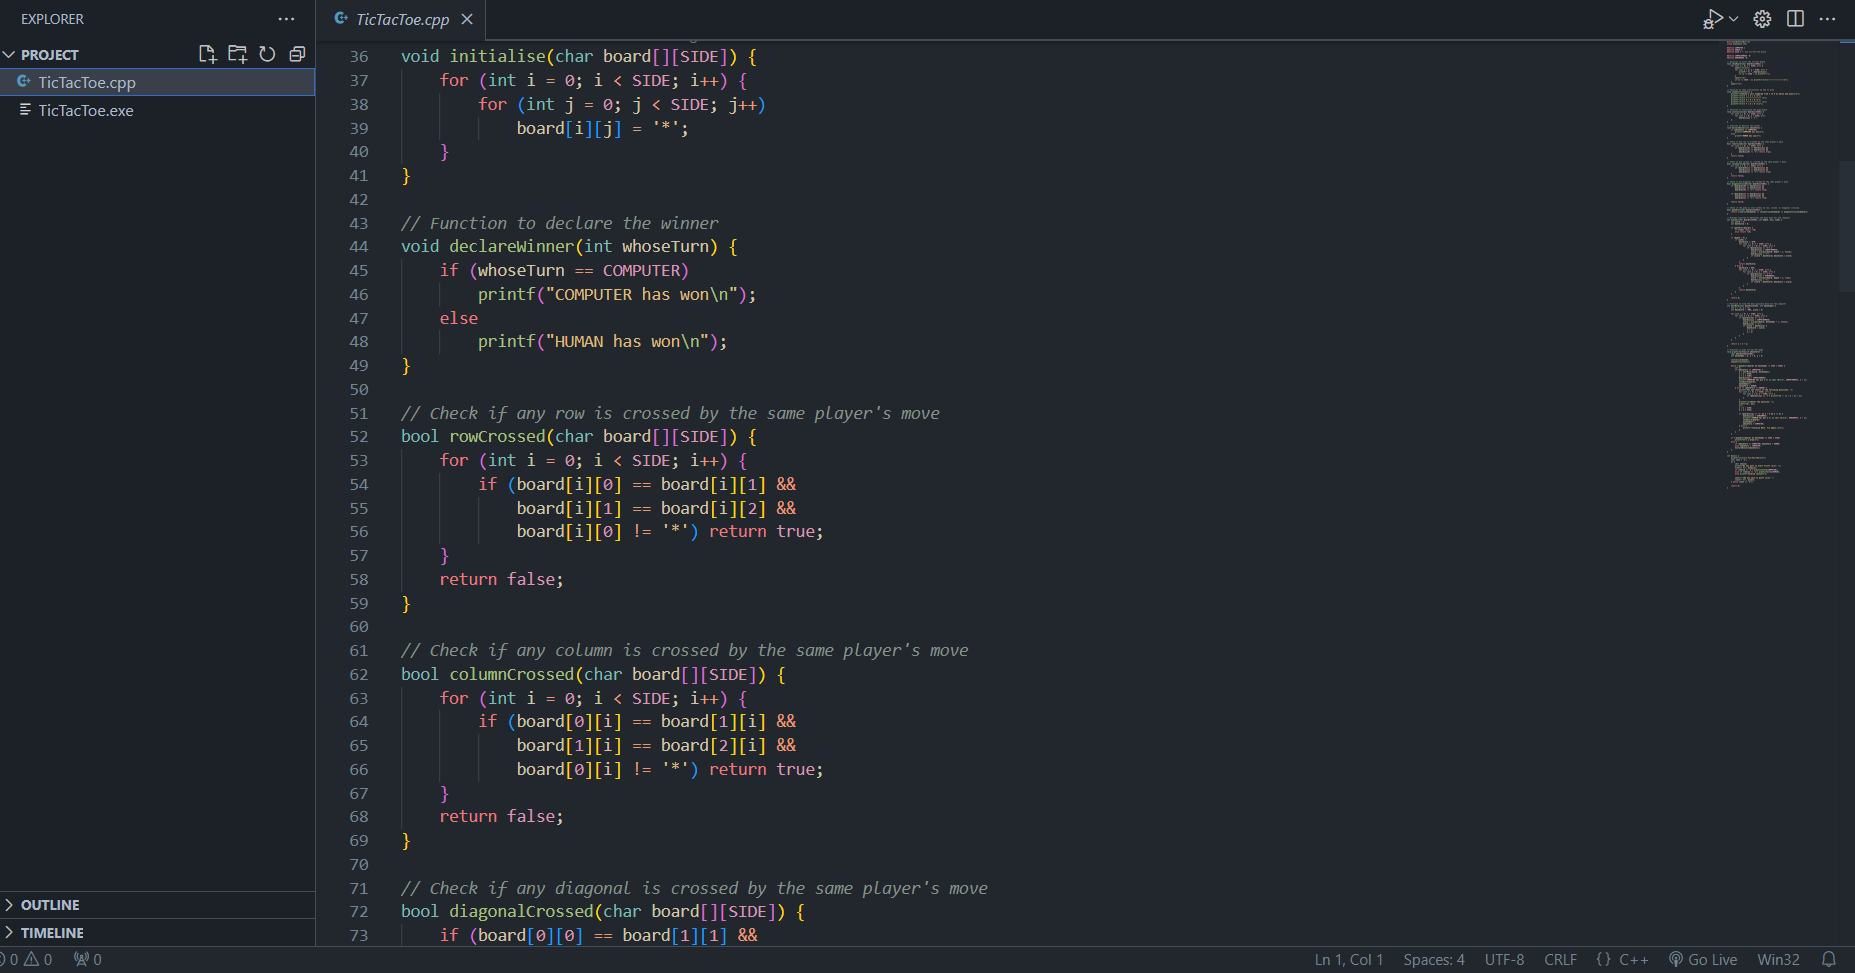 EXPLORER
PROJECT
TicTacToe.cpp
TicTacToe.exe
OUTLINE
TIMELINE
TicTacToe.cpp
36 void initialise(char board[][SIDE]) {
37 for (int i = 0; i < SIDE; i++) {
38 for (int j = 0; j < SIDE; j++)
39 board[i][j] = '*';
40 }
41 }
42
43 // Function to declare the winner
44 void declareWinner(int whoseTurn) {
45 if (whoseTurn == COMPUTER)
46 printf("COMPUTER has won\n");
47 else
48 printf("HUMAN has won\n");
49 }
50
51 // Check if any row is crossed by the same player's move
52 bool rowCrossed(char board[][SIDE]) {
53 for (int i = 0; i < SIDE; i++) {
54 if (board[i][0] == board[i][1] &&
55 board[i][1] == board[i][2] &&
56 board[i][0] != '*') return true;
57 }
58 return false;
59 }
60
61 // Check if any column is crossed by the same player's move
62 bool columnCrossed(char board[][SIDE]) {
63 for (int i = 0; i < SIDE; i++) {
64 if (board[0][i] == board[1][i] &&
65 board[1][i] == board[2][i] &&
66 board[0][i] != '*') return true;
67 }
68 return false;
69 }
70
71 // Check if any diagonal is crossed by the same player's move
72 bool diagonalCrossed(char board[][SIDE]) {
73 if (board[0][0] == board[1][1] &&
0 0 0 Ln 1, Col 1 Spaces: 4 UTF-8 CRLF {} C++ Go Live Win32